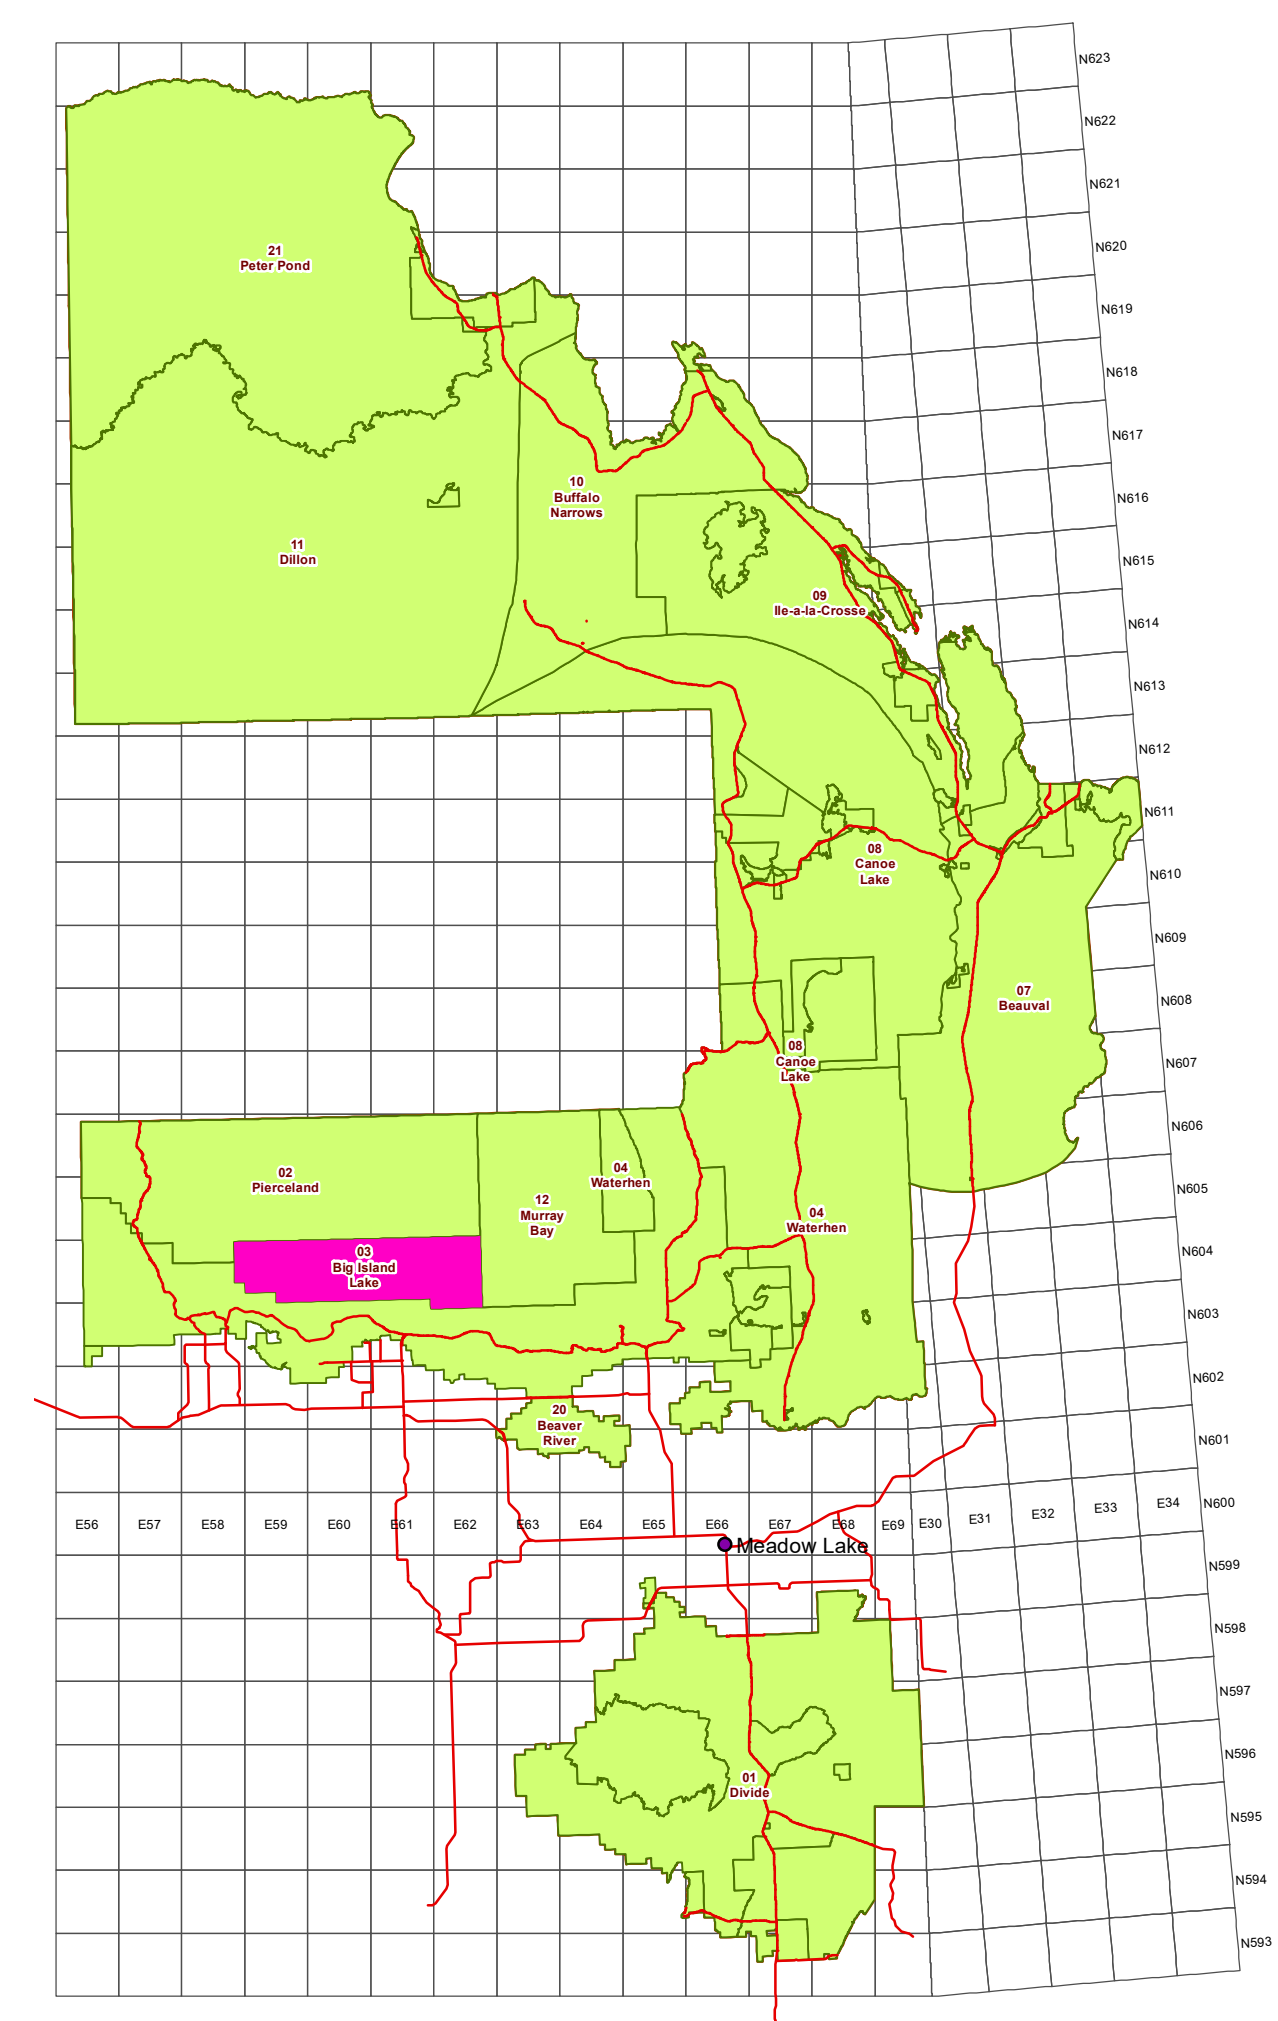 N623
N622
N621
N620
21
Peter Pond
N619
N618
N617
10
Buffalo
Narrows
N616
11
Dillon
N615
09
Ile-a-la-Crosse
N614
N613
N612
N611
08
Canoe
Lake
N610
N609
07
Beauval
N608
08
Canoe
Lake
N607
N606
02
Pierceland
04
Waterhen
N605
12
Murray
Bay
04
Waterhen
N604
03
Big Island
Lake
N603
N602
20
Beaver
River
N601
N600
E56 E57 E58 E59 E60 E61 E62 E63 E64 E65 E66 E67 E68 E69 E30 E31 E32 E33 E34
Meadow Lake
N599
N598
N597
N596
01
Divide
N595
N594
N593